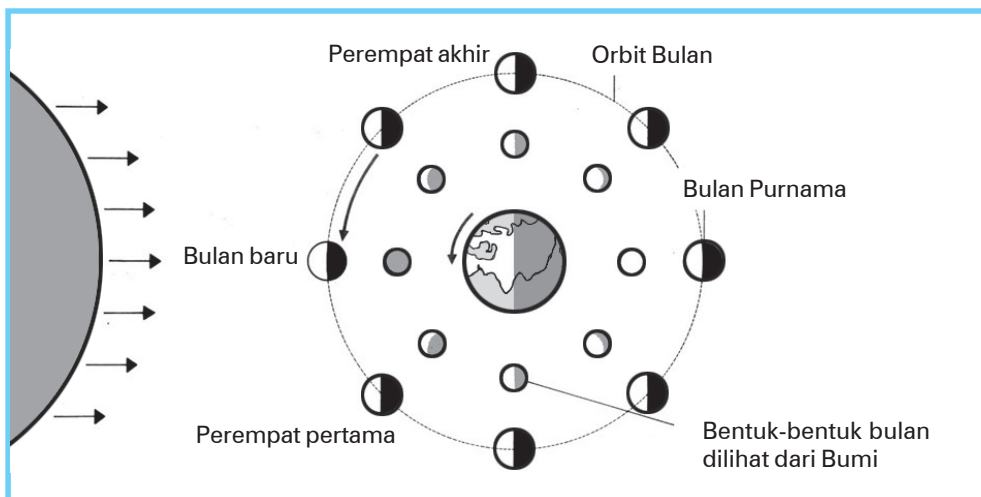 Perempat akhir
Orbit Bulan
Bulan Purnama
Bulan baru
Perempat pertama
Bentuk-bentuk bulan
dilihat dari Bumi